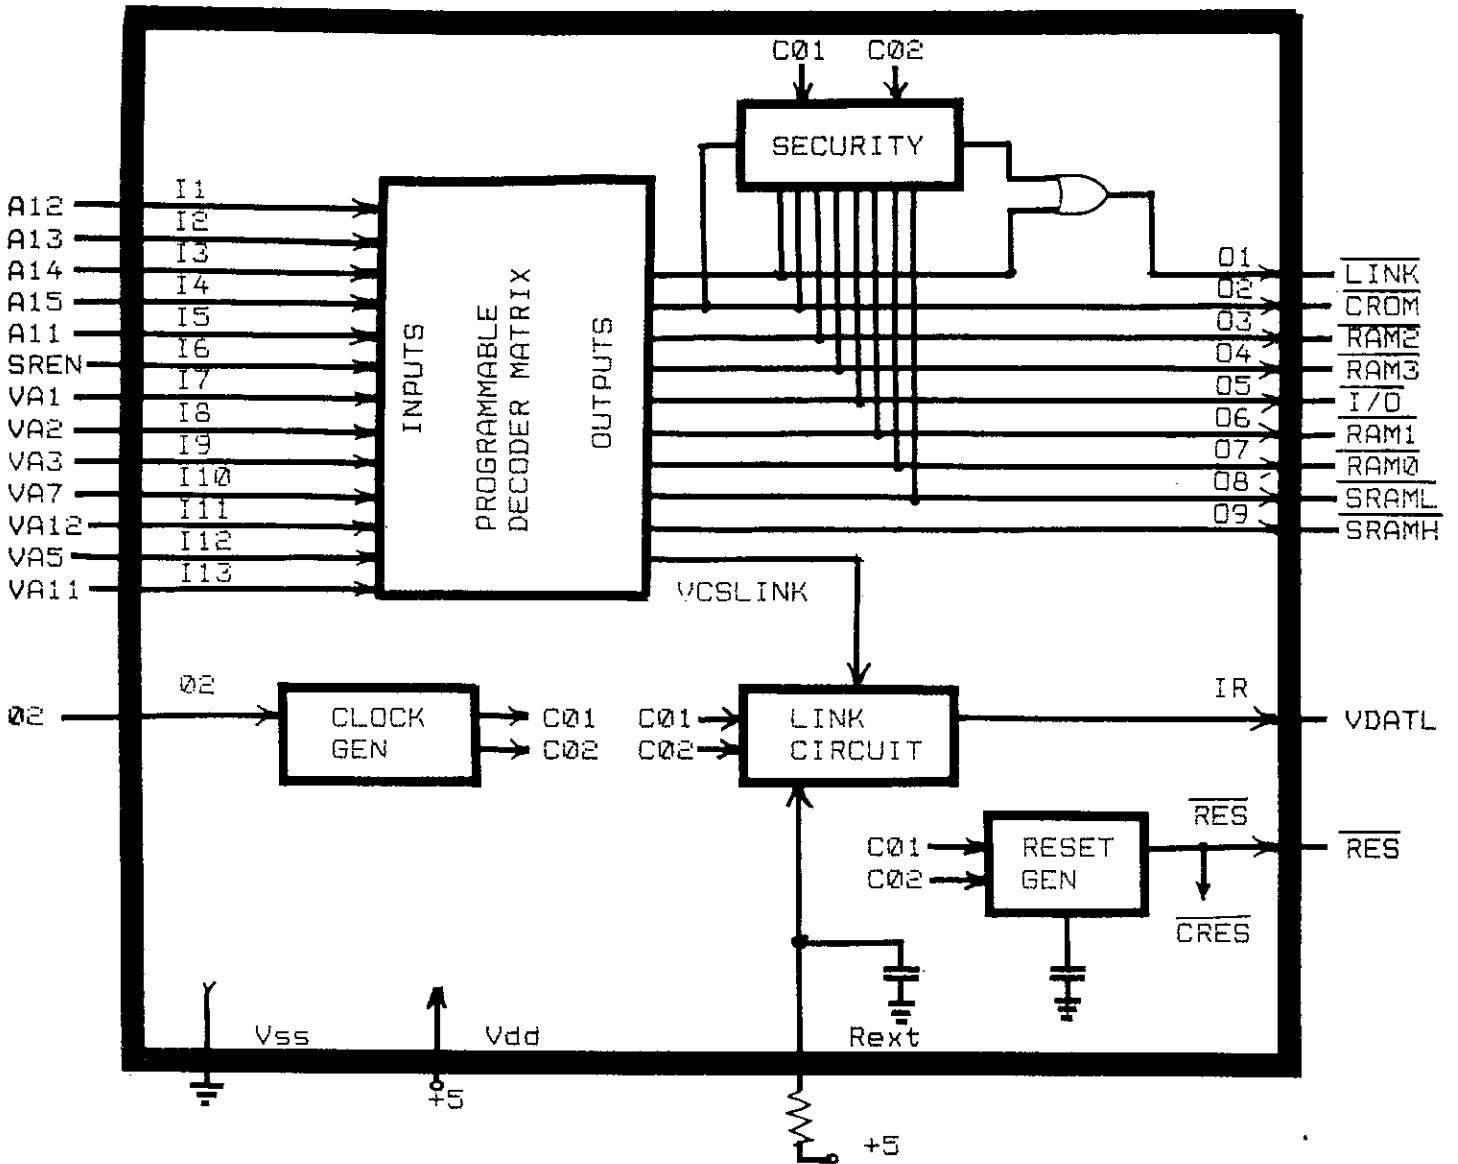 CØ1 CØ2
SECURITY
A12 I1
A13 I2
A14 I3
A15 I4
A11 I5
SREN I6
VA1 I7
VA2 I8
VA3 I9
VA7 I1Ø
VA12 I11
VA5 I12
VA11 I13
INPUTS
PROGRAMMABLE
DECODER MATRIX
OUTPUTS
O1 LINK
O2 CROM
O3 RAM2
O4 RAM3
O5 I/O
O6 RAM1
O7 RAMØ
O8 SRAML
O9 SRAMH
VCSLINK
Ø2 Ø2
CLOCK
GEN
CØ1
CØ2
CØ1
CØ2
LINK
CIRCUIT
IR
VDATL
CØ1
CØ2
RESET
GEN
RES
RES
CRES
Vss
Vdd
Rext
+5
+5